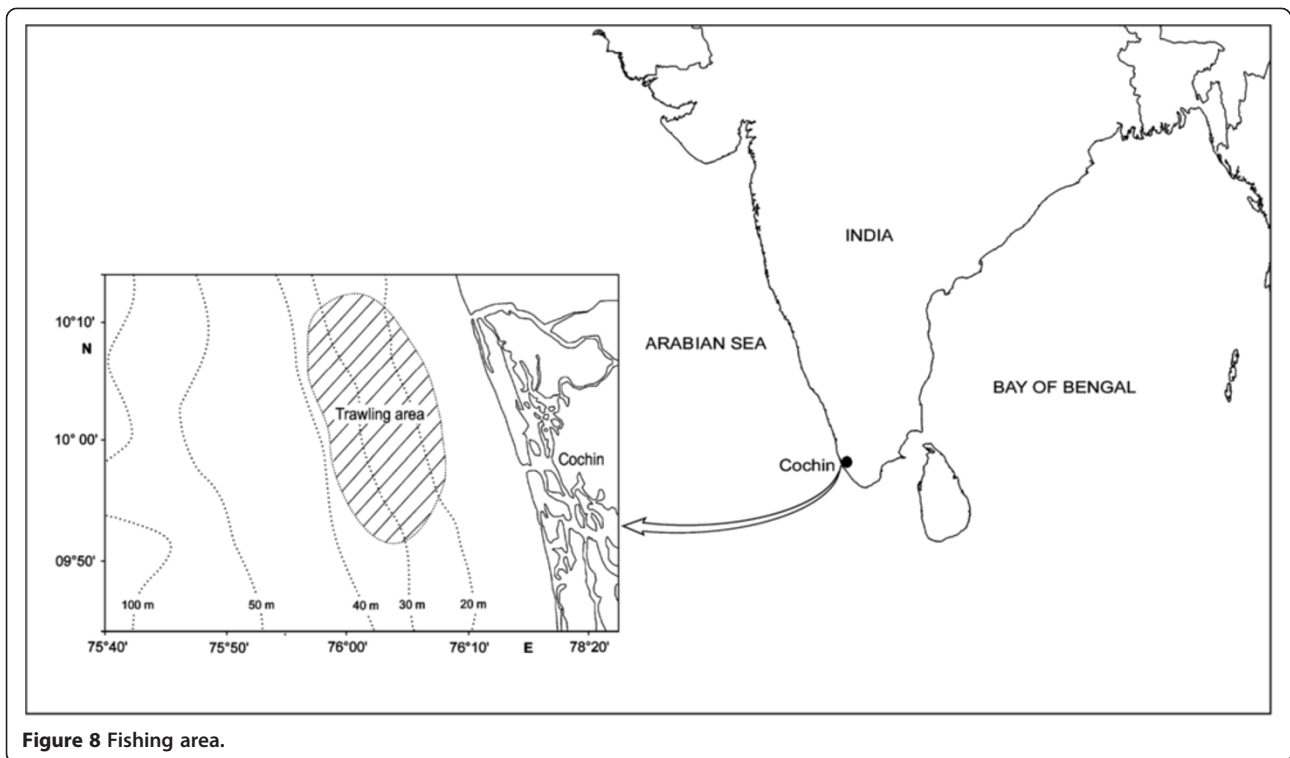 INDIA
ARABIAN SEA
BAY OF BENGAL
Cochin
10°10'
N
Trawling area
10° 00'
Cochin
09°50'
100 m
50 m
40 m
30 m
20 m
75°40'
75°50'
76°00'
76°10'
E
78°20'
Figure 8 Fishing area.